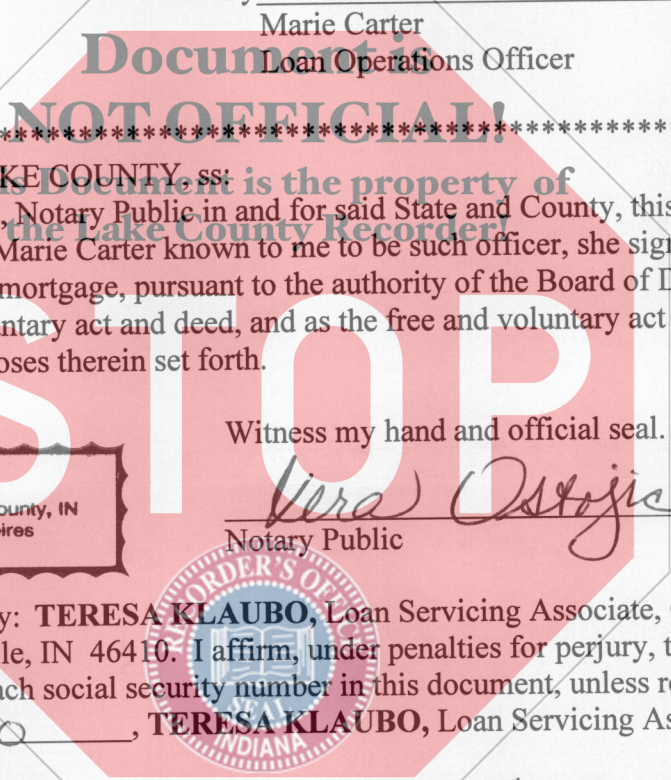 Marie Carter
Document is
Loan Operations Officer
NOT OFFICIAL!
************************************************
KE COUNTY, ss:
is Document is the property of
, Notary Public in and for said State and County, this
the Lake County Recorder!
Marie Carter known to me to be such officer, she sign
mortgage, pursuant to the authority of the Board of D
ntary act and deed, and as the free and voluntary act
oses therein set forth.
STOP
Witness my hand and official seal.
Vera Ostojic
ounty, IN
ires
Notary Public
RECORDER'S OFFICE
y: TERESA KLAUBO, Loan Servicing Associate,
le, IN 46410. I affirm, under penalties for perjury, t
ach social security number in this document, unless re
SEAL
, TERESA KLAUBO, Loan Servicing As
INDIANA